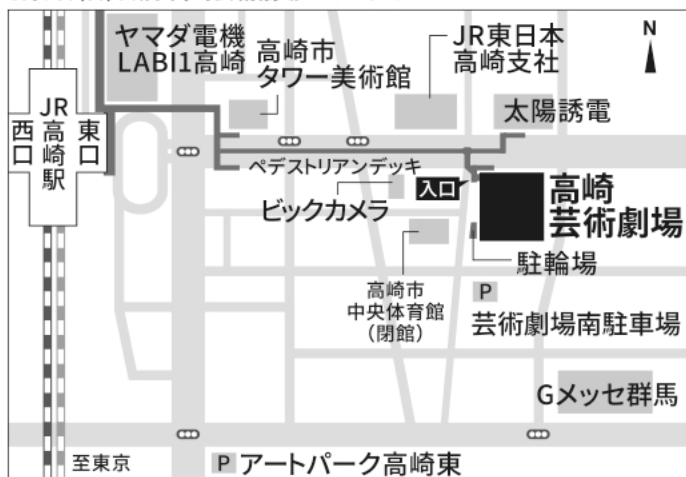 ヤマダ電機
LABI1高崎
高崎市
タワー美術館
JR東日本
高崎支社
N
太陽誘電
JR
高崎駅
西口
東口
ペデストリアンデッキ
ビックカメラ
入口
高崎
芸術劇場
駐輪場
高崎市
中央体育館
（閉館）
P
芸術劇場南駐車場
Gメッセ群馬
至東京
P アートパーク高崎東